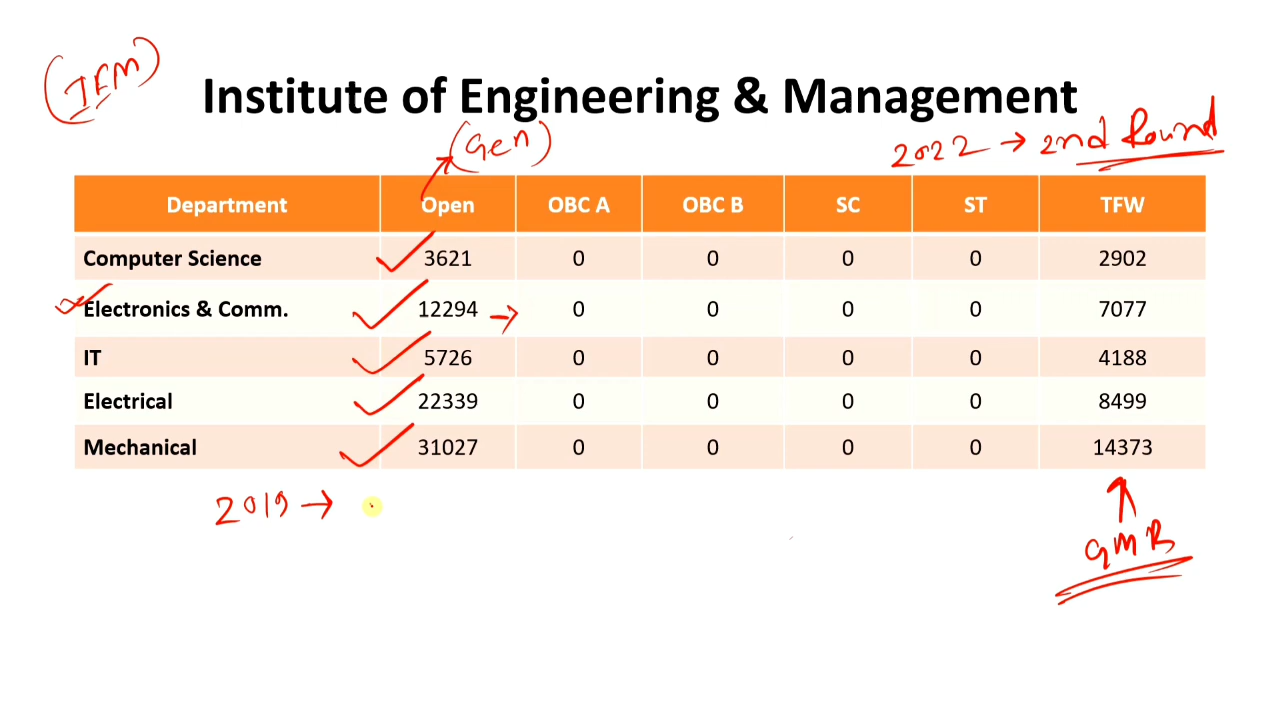 (IEM)
Institute of Engineering & Management
(Gen)
2022 → 2nd Round
Department Open OBC A OBC B SC ST TFW
Computer Science 3621 0 0 0 0 2902
Electronics & Comm. 12294 → 0 0 0 0 7077
IT 5726 0 0 0 0 4188
Electrical 22339 0 0 0 0 8499
Mechanical 31027 0 0 0 0 14373
2019 →
GMR